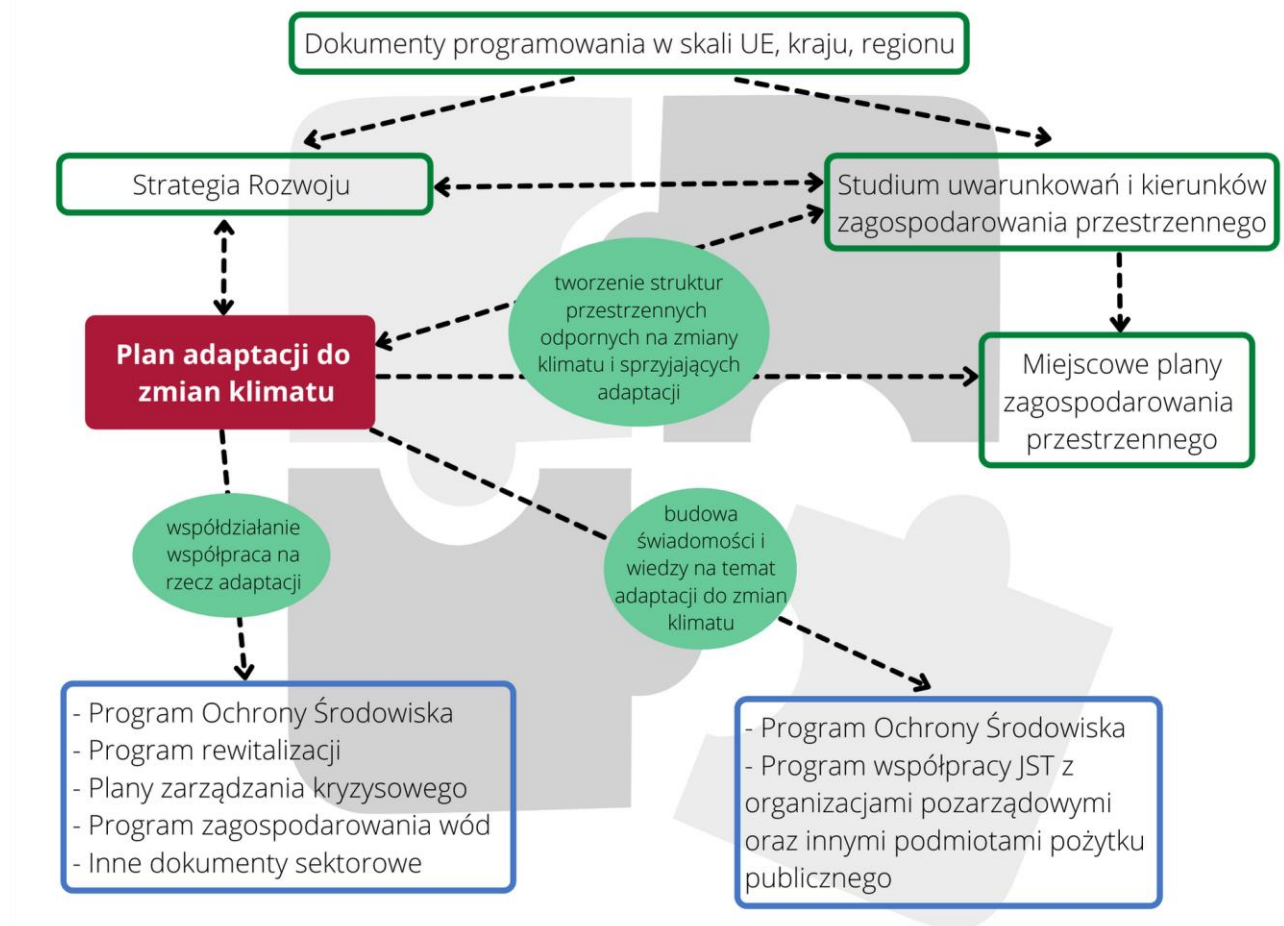 Dokumenty programowania w skali UE, kraju, regionu
Strategia Rozwoju
Studium uwarunkowań i kierunków
zagospodarowania przestrzennego
tworzenie struktur
przestrzennych
odpornych na zmiany
klimatu i sprzyjających
adaptacji
Plan adaptacji do
zmian klimatu
Miejscowe plany
zagospodarowania
przestrzennego
współdziałanie
współpraca na
rzecz adaptacji
budowa
świadomości i
wiedzy na temat
adaptacji do zmian
klimatu
- Program Ochrony Środowiska
- Program rewitalizacji
- Plany zarządzania kryzysowego
- Program zagospodarowania wód
- Inne dokumenty sektorowe
- Program Ochrony Środowiska
- Program współpracy JST z
organizacjami pozarządowymi
oraz innymi podmiotami pożytku
publicznego